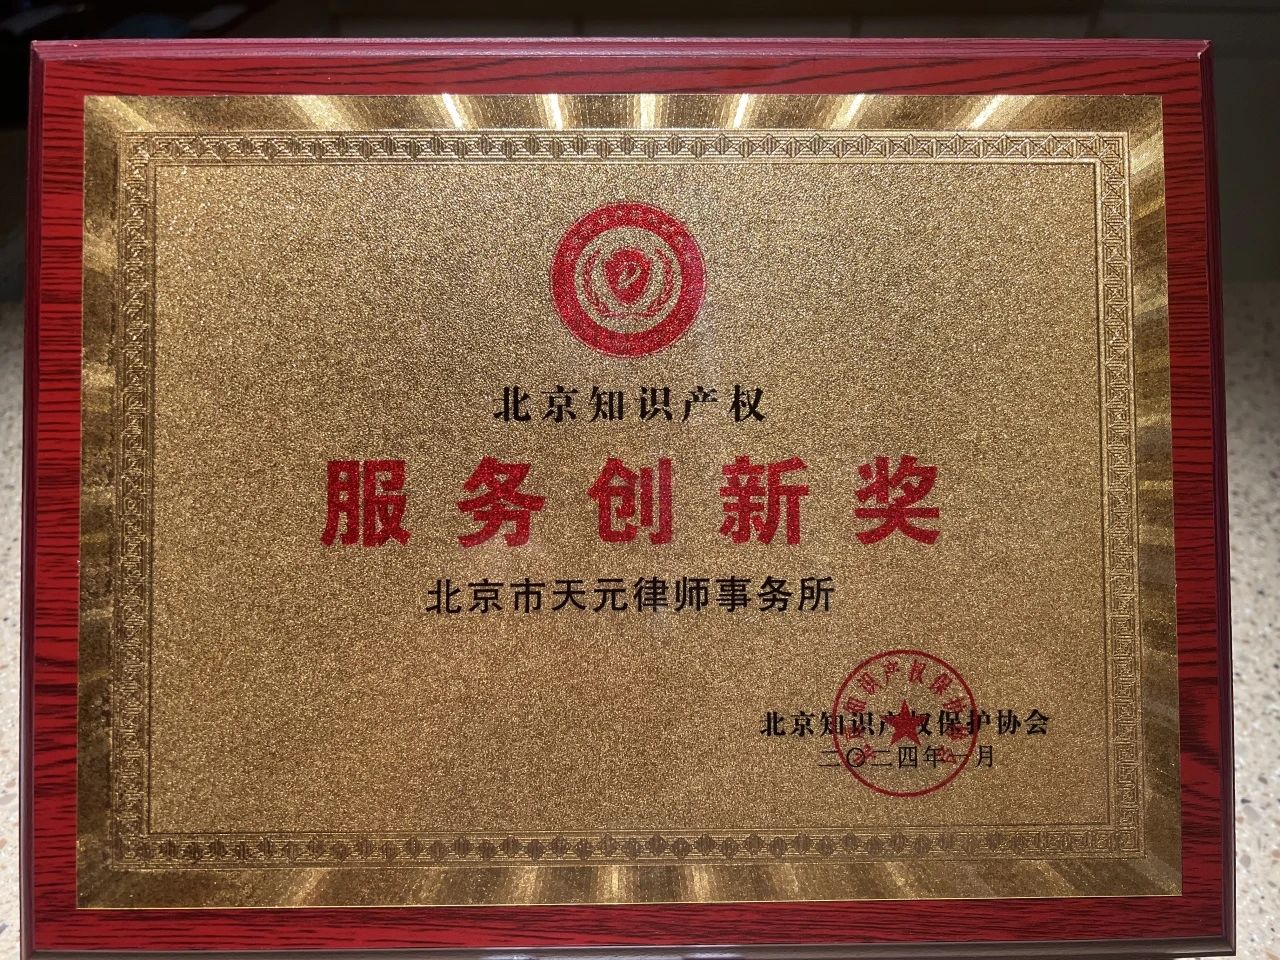 北京知识产权
服务创新奖
北京市天元律师事务所
北京知识产权保护协会
二〇二四年一月